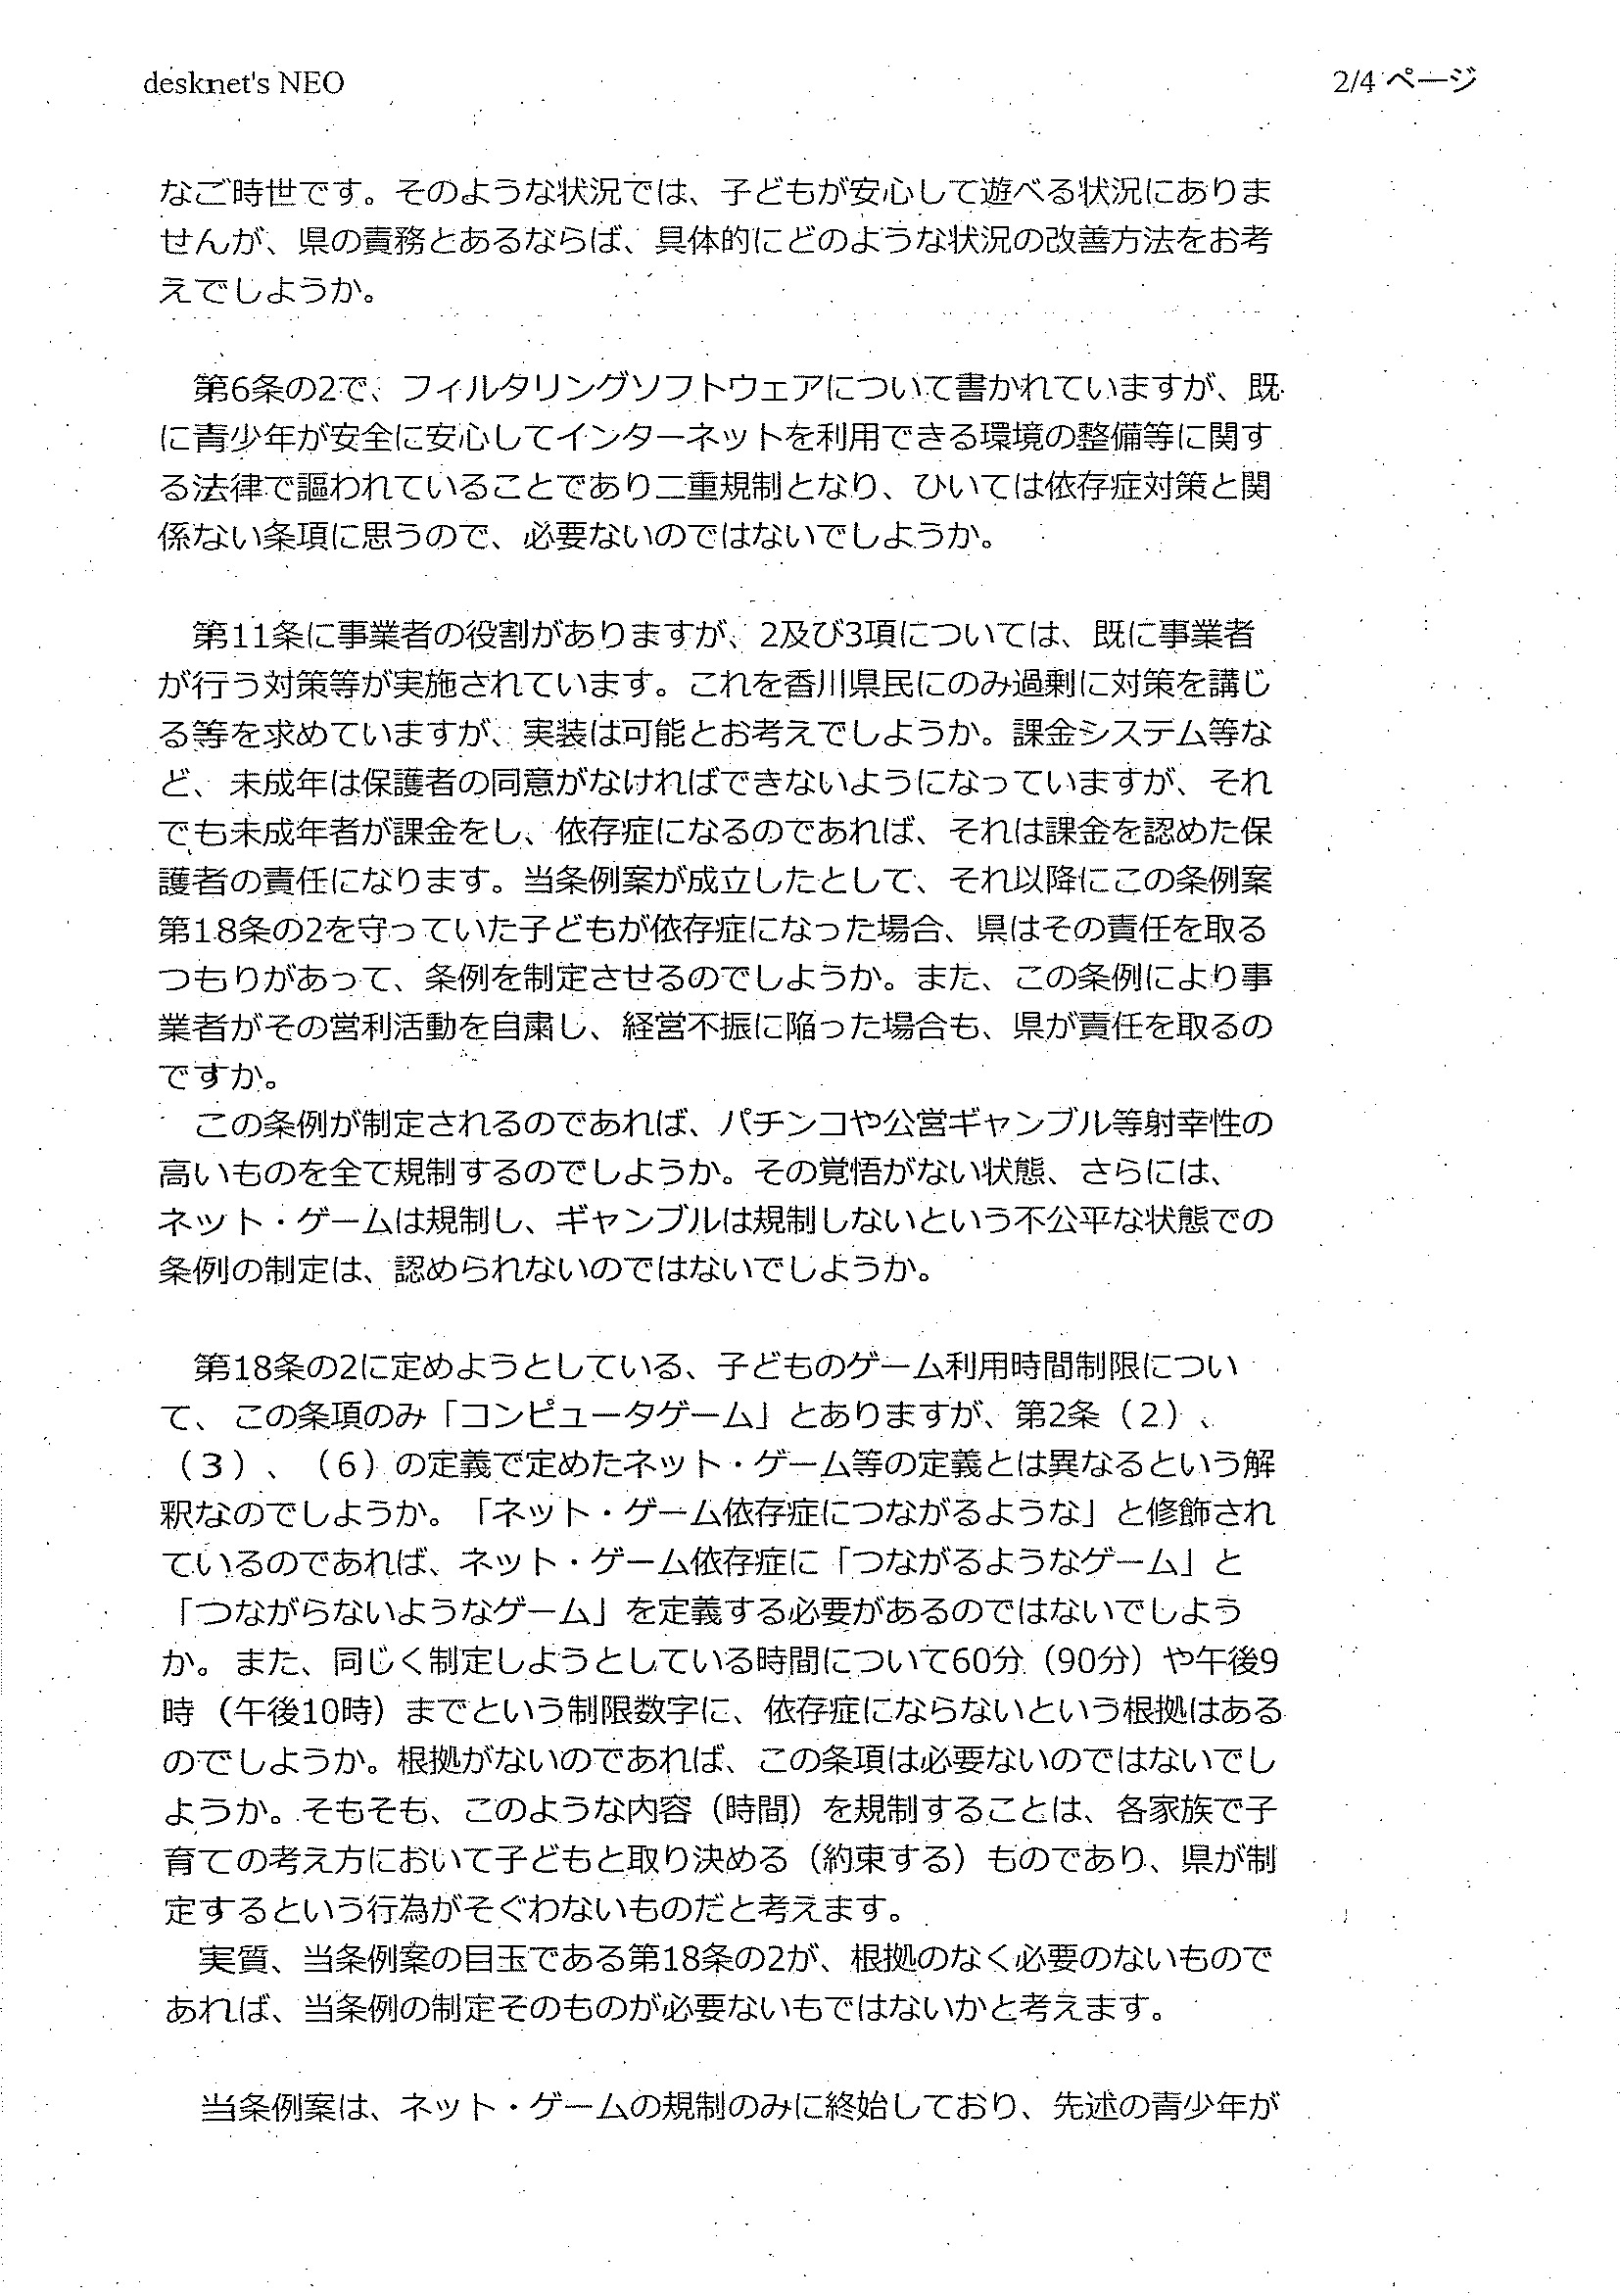 desknet's NEO
2/4 ページ
なご時世です。そのような状況では、子どもが安心して遊べる状況にありま
せんが、県の責務とあるならば、具体的にどのような状況の改善方法をお考
えでしようか。
第6条の2で、フィルタリングソフトウェアについて書かれていますが、既
に青少年が安全に安心してインターネットを利用できる環境の整備等に関す
る法律で謳われていることであり二重規制となり、ひいては依存症対策と関
係ない条項に思うので、必要ないのではないでしようか。
第11条に事業者の役割がありますが、2及び3項については、既に事業者
が行う対策等が実施されています。これを香川県民にのみ過剰に対策を講じ
る等を求めていますが、実装は可能とお考えでしようか。課金システム等な
ど、未成年は保護者の同意がなければできないようになっていますが、それ
でも未成年者が課金をし、依存症になるのであれば、それは課金を認めた保
護者の責任になります。当条例案が成立したとして、それ以降にこの条例案
第18条の2を守っていた子どもが依存症になった場合、県はその責任を取る
つもりがあって、条例を制定させるのでしようか。また、この条例により事
業者がその営利活動を自粛し、経営不振に陥った場合も、県が責任を取るの
ですか。
この条例が制定されるのであれば、パチンコや公営ギャンブル等射幸性の
高いものを全て規制するのでしようか。その覚悟がない状態、さらには、
ネット・ゲームは規制し、ギャンブルは規制しないという不公平な状態での
条例の制定は、認められないのではないでしようか。
第18条の2に定めようとしている、子どものゲーム利用時間制限につい
て、この条項のみ「コンピュータゲーム」とありますが、第2条（2）、
（3）、（6）の定義で定めたネット・ゲーム等の定義とは異なるという解
釈なのでしようか。「ネット・ゲーム依存症につながるような」と修飾され
ているのであれば、ネット・ゲーム依存症に「つながるようなゲーム」と
「つながらないようなゲーム」を定義する必要があるのではないでしよう
か。また、同じく制定しようとしている時間について60分（90分）や午後9
時（午後10時）までという制限数字に、依存症にならないという根拠はある
のでしようか。根拠がないのであれば、この条項は必要ないのではないでし
ようか。そもそも、このような内容（時間）を規制することは、各家族で子
育ての考え方において子どもと取り決める（約束する）ものであり、県が制
定するという行為がそぐわないものだと考えます。
実質、当条例案の目玉である第18条の2が、根拠のなく必要のないもので
あれば、当条例の制定そのものが必要ないもではないかと考えます。
当条例案は、ネット・ゲームの規制のみに終始しており、先述の青少年が